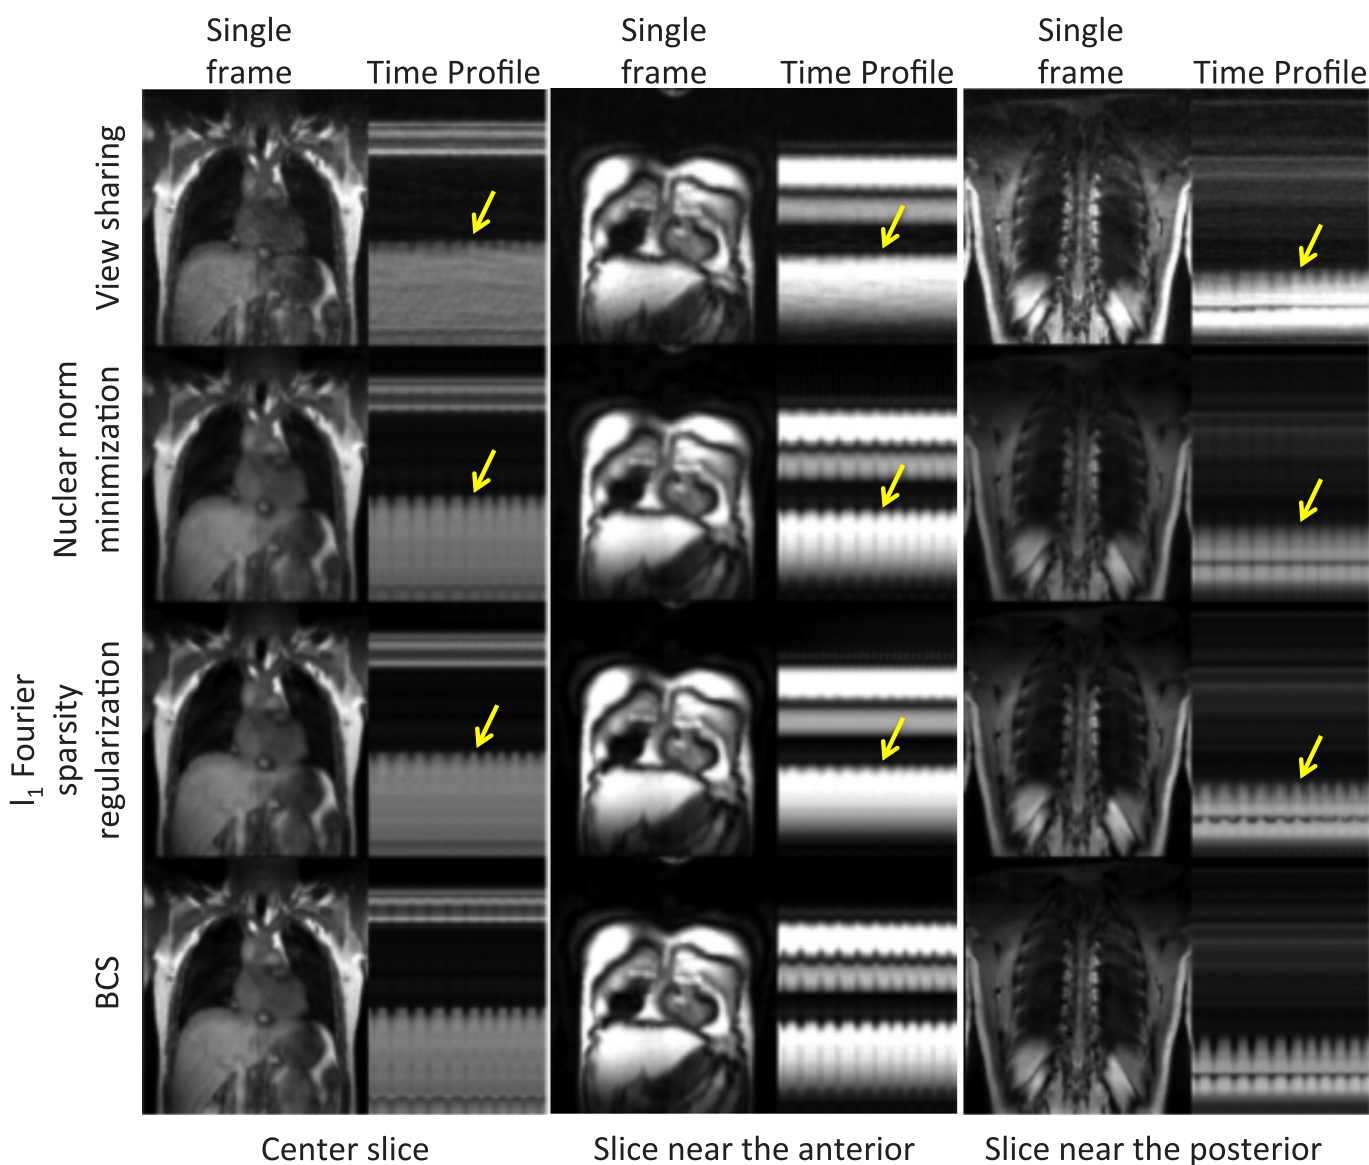 Single
frame
Time Profile
Single
frame
Time Profile
Single
frame
Time Profile
View sharing
Nuclear norm
minimization
l1 Fourier
sparsity
regularization
BCS
Center slice
Slice near the anterior
Slice near the posterior